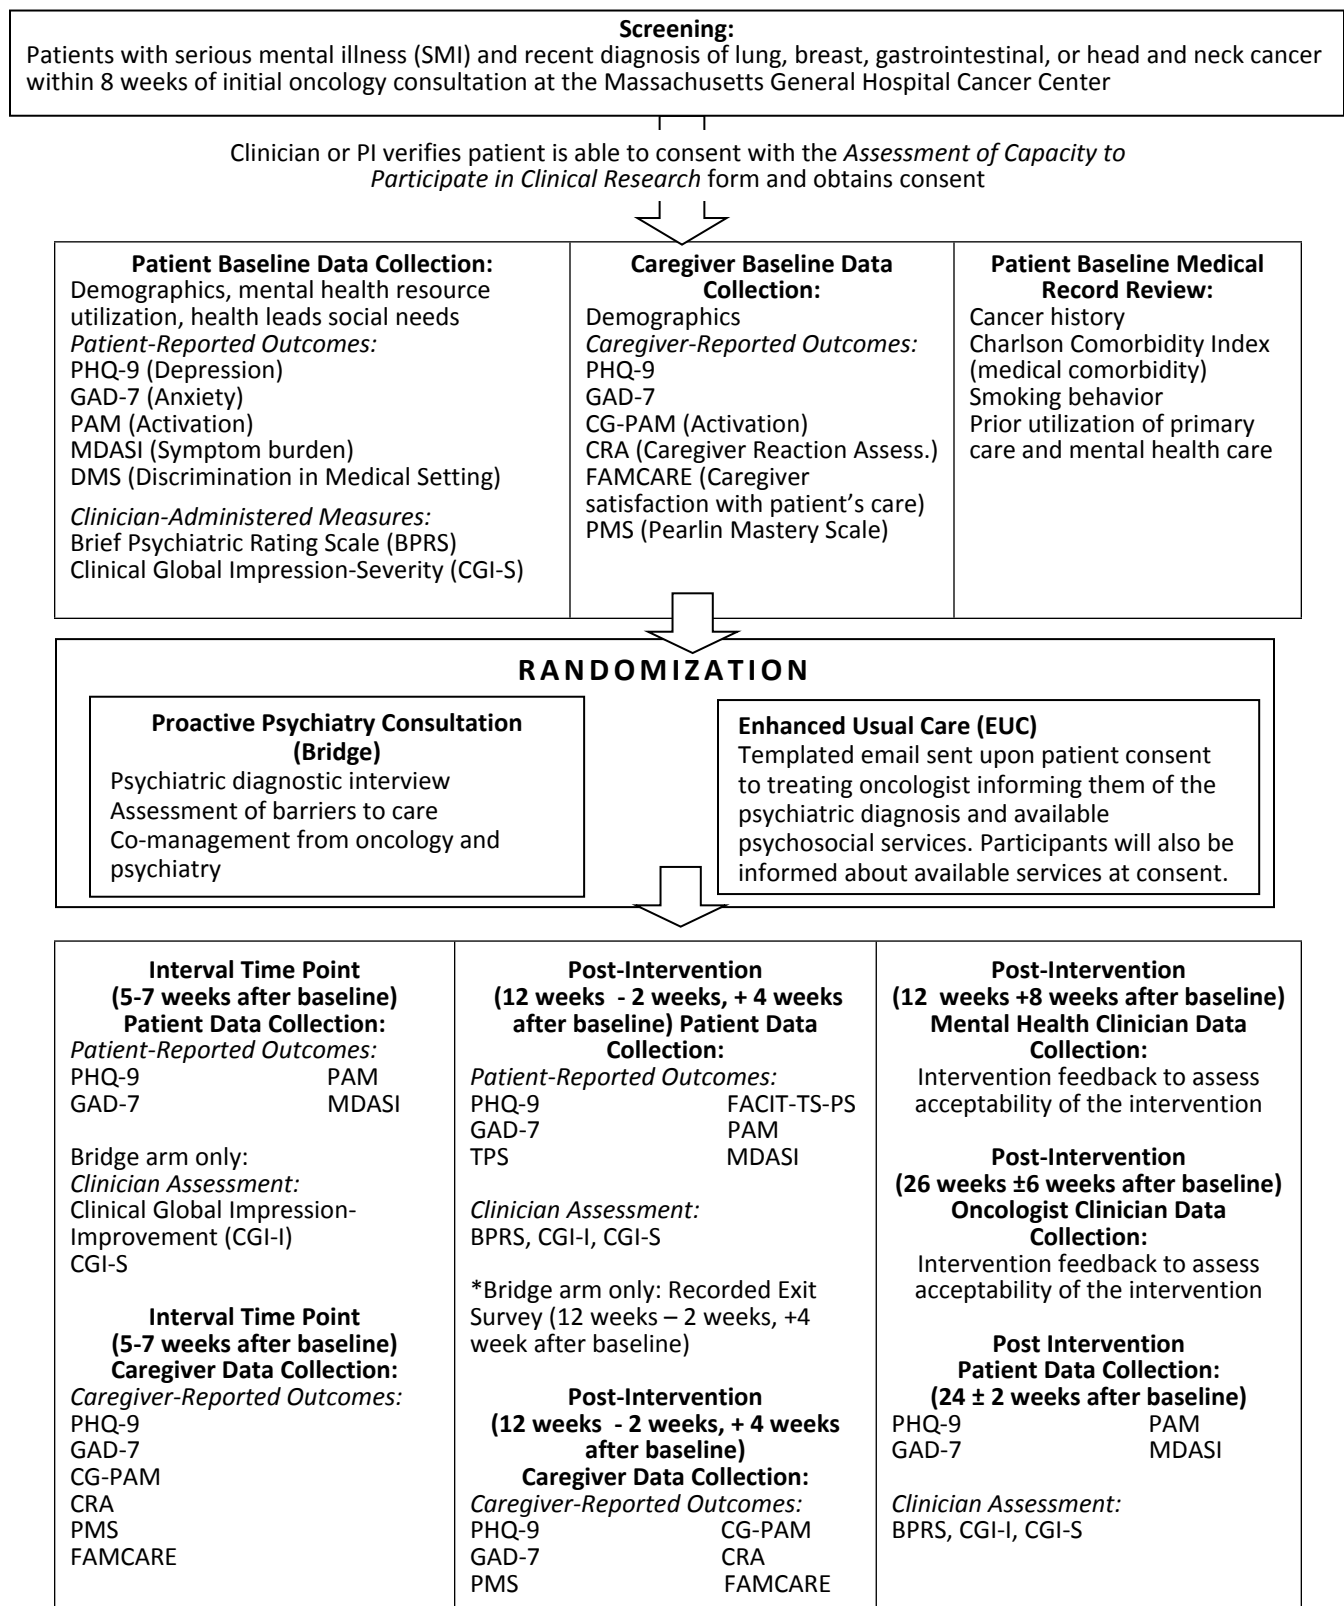 Screening:
Patients with serious mental illness (SMI) and recent diagnosis of lung, breast, gastrointestinal, or head and neck cancer
within 8 weeks of initial oncology consultation at the Massachusetts General Hospital Cancer Center
Clinician or PI verifies patient is able to consent with the Assessment of Capacity to
Participate in Clinical Research form and obtains consent
Patient Baseline Data Collection:
Demographics, mental health resource
utilization, health leads social needs
Patient-Reported Outcomes:
PHQ-9 (Depression)
GAD-7 (Anxiety)
PAM (Activation)
MDASI (Symptom burden)
DMS (Discrimination in Medical Setting)
Clinician-Administered Measures:
Brief Psychiatric Rating Scale (BPRS)
Clinical Global Impression-Severity (CGI-S)
Caregiver Baseline Data
Collection:
Demographics
Caregiver-Reported Outcomes:
PHQ-9
GAD-7
CG-PAM (Activation)
CRA (Caregiver Reaction Assess.)
FAMCARE (Caregiver
satisfaction with patient's care)
PMS (Pearlin Mastery Scale)
Patient Baseline Medical
Record Review:
Cancer history
Charlson Comorbidity Index
(medical comorbidity)
Smoking behavior
Prior utilization of primary
care and mental health care
RANDOMIZATION
Proactive Psychiatry Consultation
(Bridge)
Psychiatric diagnostic interview
Assessment of barriers to care
Co-management from oncology and
psychiatry
Enhanced Usual Care (EUC)
Templated email sent upon patient consent
to treating oncologist informing them of the
psychiatric diagnosis and available
psychosocial services. Participants will also be
informed about available services at consent.
Interval Time Point
(5-7 weeks after baseline)
Patient Data Collection:
Patient-Reported Outcomes:
PHQ-9 PAM
GAD-7 MDASI
Bridge arm only:
Clinician Assessment:
Clinical Global Impression-
Improvement (CGI-I)
CGI-S
Interval Time Point
(5-7 weeks after baseline)
Caregiver Data Collection:
Caregiver-Reported Outcomes:
PHQ-9
GAD-7
CG-PAM
CRA
PMS
FAMCARE
Post-Intervention
(12 weeks - 2 weeks, + 4 weeks
after baseline) Patient Data
Collection:
Patient-Reported Outcomes:
PHQ-9 FACIT-TS-PS
GAD-7 PAM
TPS MDASI
Clinician Assessment:
BPRS, CGI-I, CGI-S
*Bridge arm only: Recorded Exit
Survey (12 weeks – 2 weeks, +4
week after baseline)
Post-Intervention
(12 weeks - 2 weeks, + 4 weeks
after baseline)
Caregiver Data Collection:
Caregiver-Reported Outcomes:
PHQ-9 CG-PAM
GAD-7 CRA
PMS FAMCARE
Post-Intervention
(12 weeks +8 weeks after baseline)
Mental Health Clinician Data
Collection:
Intervention feedback to assess
acceptability of the intervention
Post-Intervention
(26 weeks ±6 weeks after baseline)
Oncologist Clinician Data
Collection:
Intervention feedback to assess
acceptability of the intervention
Post Intervention
Patient Data Collection:
(24 ± 2 weeks after baseline)
PHQ-9 PAM
GAD-7 MDASI
Clinician Assessment:
BPRS, CGI-I, CGI-S